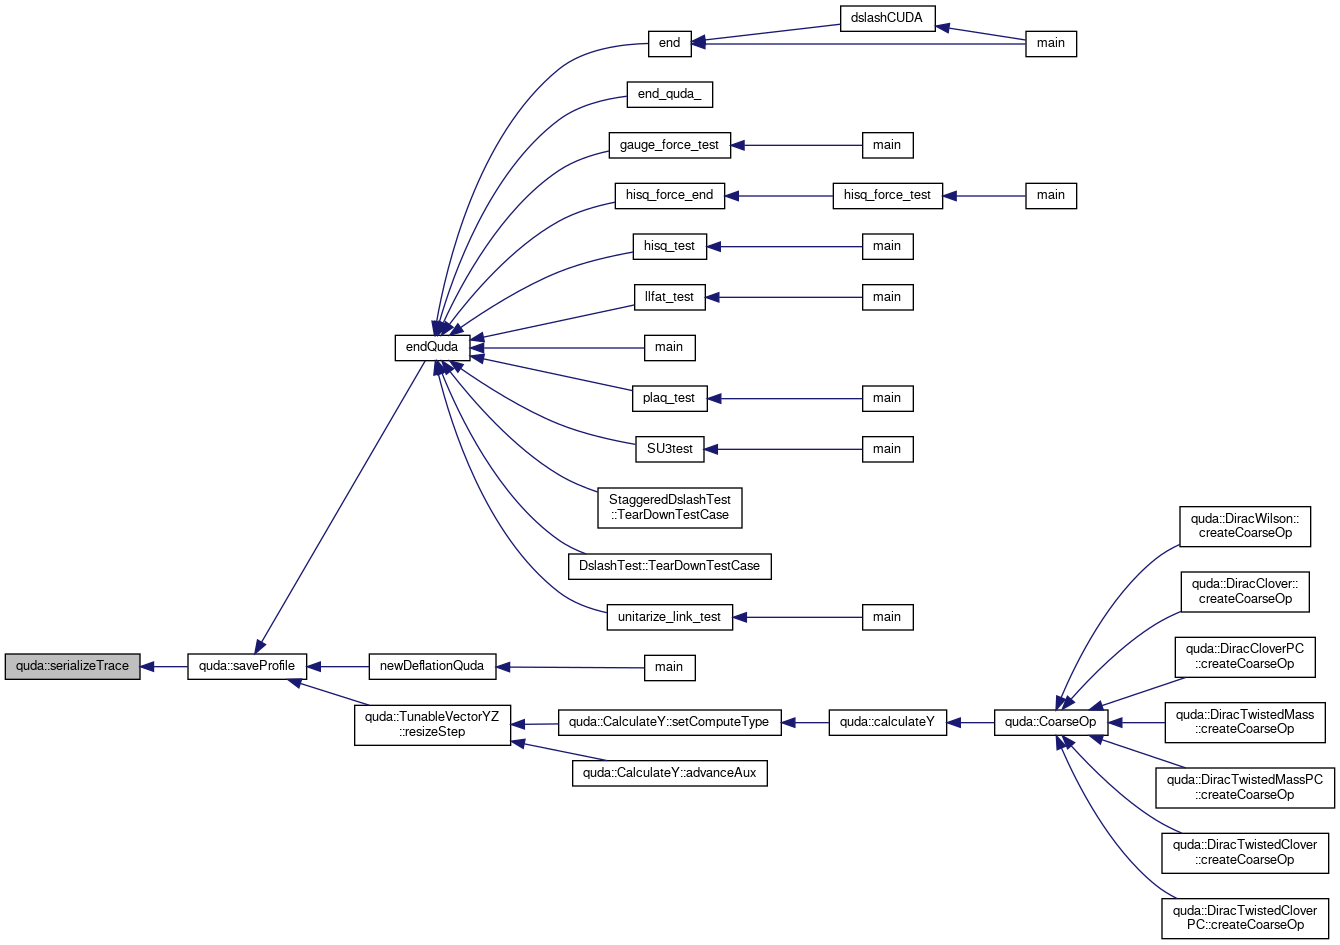 dslashCUDA
end
main
end_quda_
gauge_force_test
main
hisq_force_end
hisq_force_test
main
hisq_test
main
llfat_test
main
endQuda
main
plaq_test
main
SU3test
main
StaggeredDslashTest
::TearDownTestCase
DslashTest::TearDownTestCase
unitarize_link_test
main
quda::serializeTrace
quda::saveProfile
newDeflationQuda
main
quda::TunableVectorYZ
::resizeStep
quda::CalculateY::setComputeType
quda::calculateY
quda::CoarseOp
quda::CalculateY::advanceAux
quda::DiracWilson::
createCoarseOp
quda::DiracClover::
createCoarseOp
quda::DiracCloverPC
::createCoarseOp
quda::DiracTwistedMass
::createCoarseOp
quda::DiracTwistedMassPC
::createCoarseOp
quda::DiracTwistedClover
::createCoarseOp
quda::DiracTwistedClover
PC::createCoarseOp